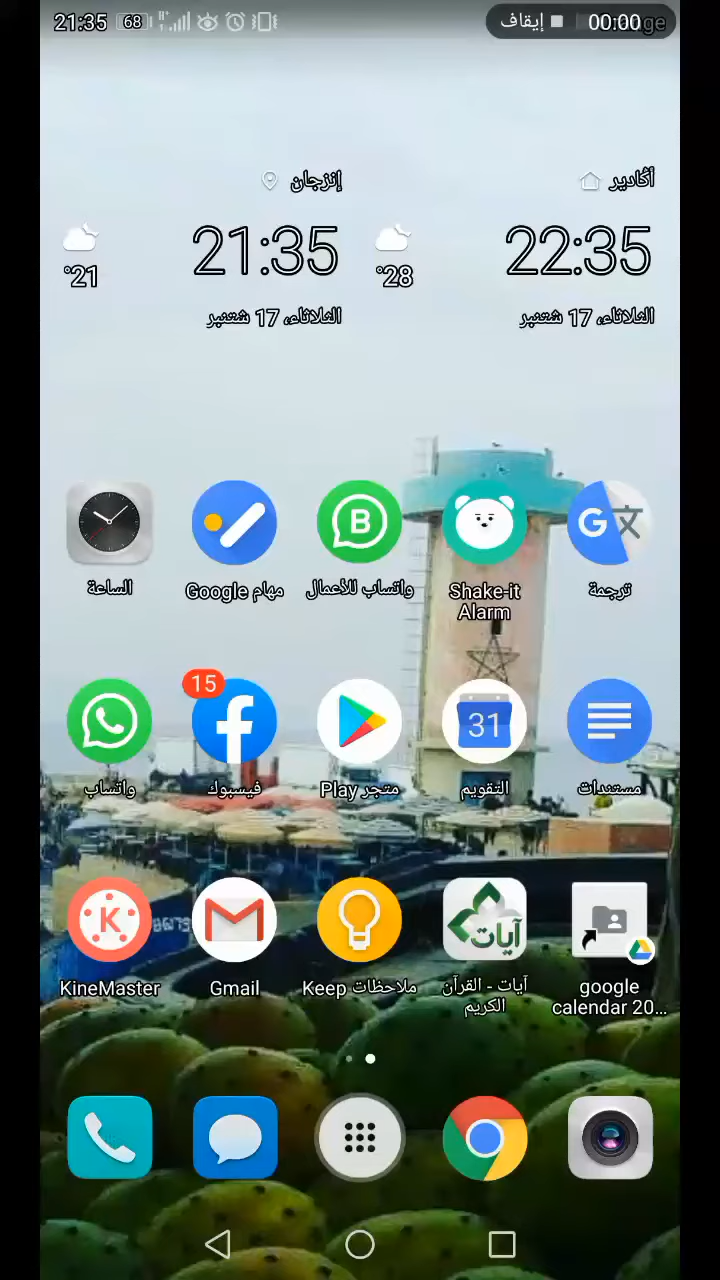 21:35
68
إيقاف
00:00
إنزجان
أكادير
21:35
22:35
°21
°28
الثلاثاء، 17 شتنبر
الثلاثاء، 17 شتنبر
الساعة
مهام Google
واتساب للأعمال
Shake-it Alarm
ترجمة
15
31
واتساب
فيسبوك
متجر Play
التقويم
مستندات
آيات
KineMaster
Gmail
ملاحظات Keep
آيات - القرآن الكريم
google calendar 20...